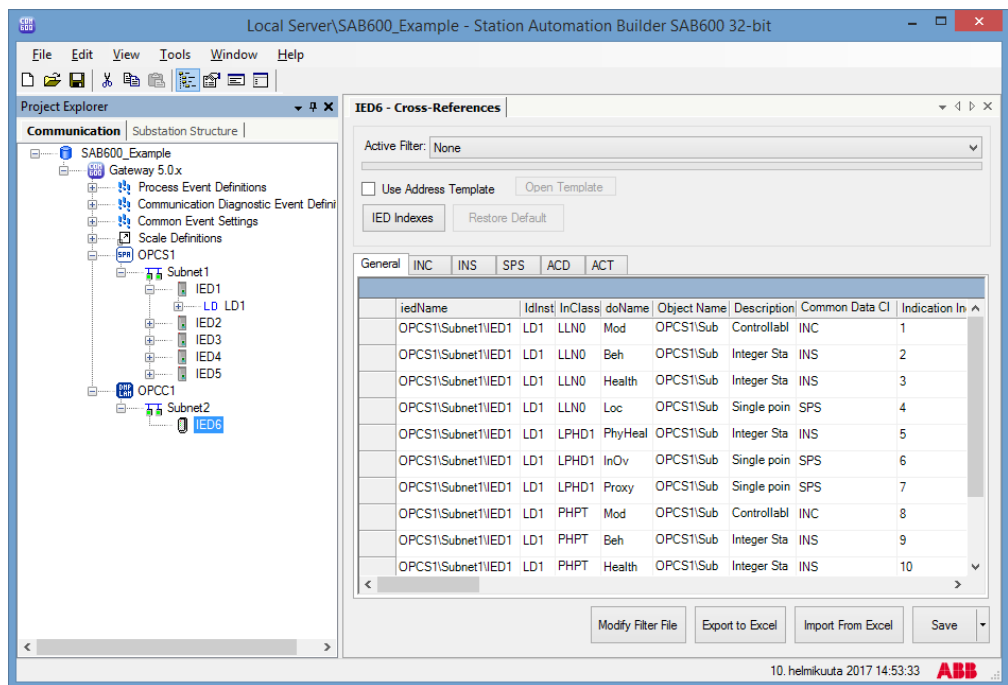 Local Server\SAB600_Example - Station Automation Builder SAB600 32-bit
File Edit View Tools Window Help
Project Explorer
Communication Substation Structure
SAB600_Example
Gateway 5.0.x
Process Event Definitions
Communication Diagnostic Event Defini
Common Event Settings
Scale Definitions
SPA OPCS1
Subnet1
IED1
LD LD1
IED2
IED3
IED4
IED5
OPCC1
Subnet2
IED6
IED6 - Cross-References
Active Filter: None
Use Address Template Open Template
IED Indexes Restore Default
General INC INS SPS ACD ACT
iedName ldInst lnClass doName Object Name Description Common Data Cl Indication In
OPCS1\Subnet1\IED1 LD1 LLN0 Mod OPCS1\Sub Controllabl INC 1
OPCS1\Subnet1\IED1 LD1 LLN0 Beh OPCS1\Sub Integer Sta INS 2
OPCS1\Subnet1\IED1 LD1 LLN0 Health OPCS1\Sub Integer Sta INS 3
OPCS1\Subnet1\IED1 LD1 LLN0 Loc OPCS1\Sub Single poin SPS 4
OPCS1\Subnet1\IED1 LD1 LPHD1 PhyHeal OPCS1\Sub Integer Sta INS 5
OPCS1\Subnet1\IED1 LD1 LPHD1 InOv OPCS1\Sub Single poin SPS 6
OPCS1\Subnet1\IED1 LD1 LPHD1 Proxy OPCS1\Sub Single poin SPS 7
OPCS1\Subnet1\IED1 LD1 PHPT Mod OPCS1\Sub Controllabl INC 8
OPCS1\Subnet1\IED1 LD1 PHPT Beh OPCS1\Sub Integer Sta INS 9
OPCS1\Subnet1\IED1 LD1 PHPT Health OPCS1\Sub Integer Sta INS 10
Modify Filter File Export to Excel Import From Excel Save
10. helmikuuta 2017 14:53:33 ABB